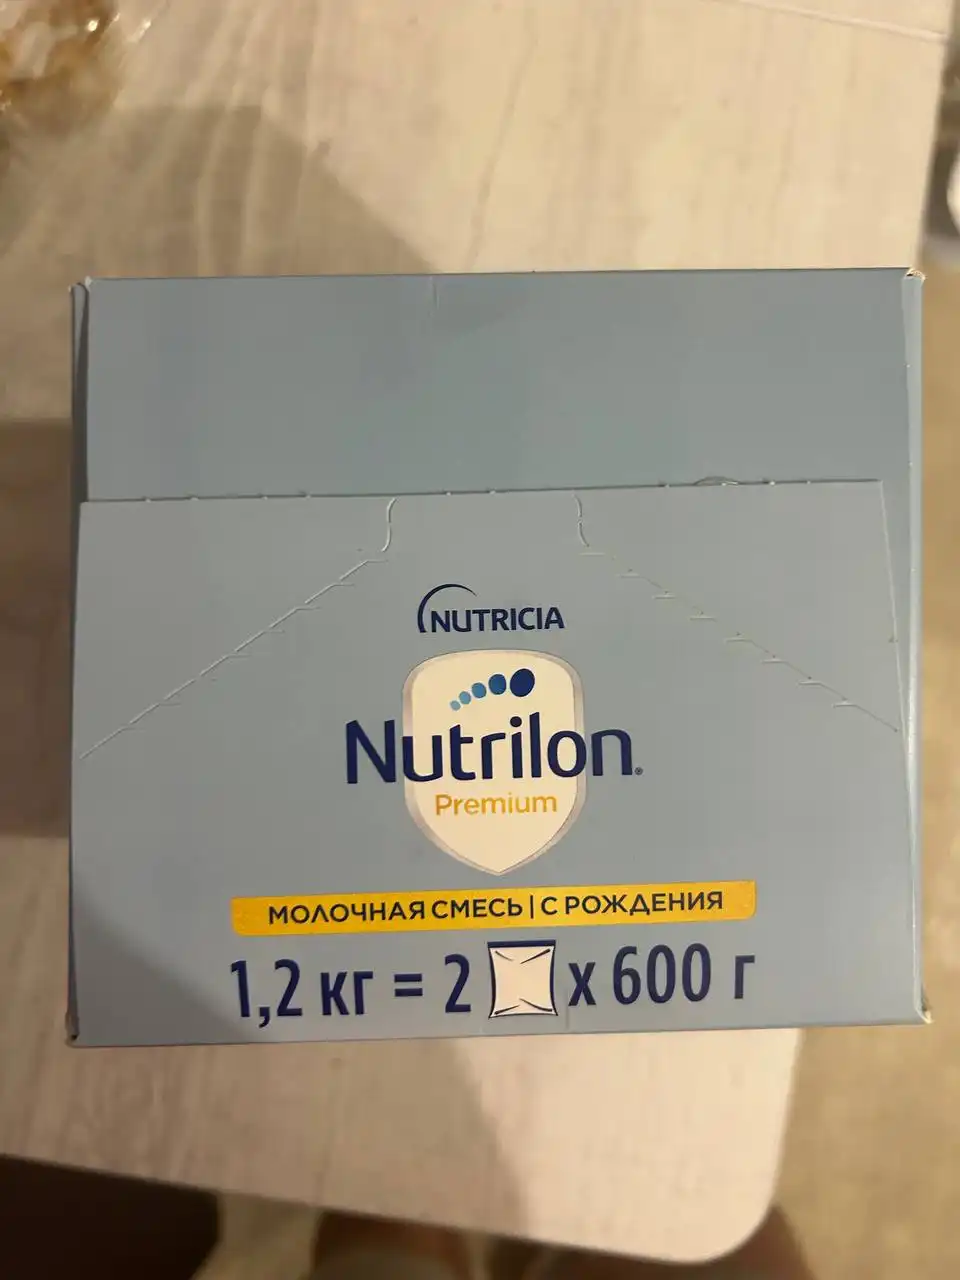 NUTRICIA
Nutrilon®
Premium
МОЛОЧНАЯ СМЕСЬ | С РОЖДЕНИЯ
1,2 кг = 2 x 600 г